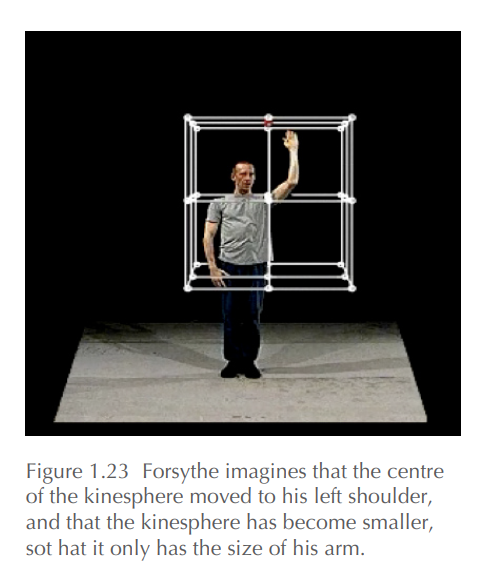 Figure 1.23 Forsythe imagines that the centre
of the kinesphere moved to his left shoulder,
and that the kinesphere has become smaller,
sot hat it only has the size of his arm.